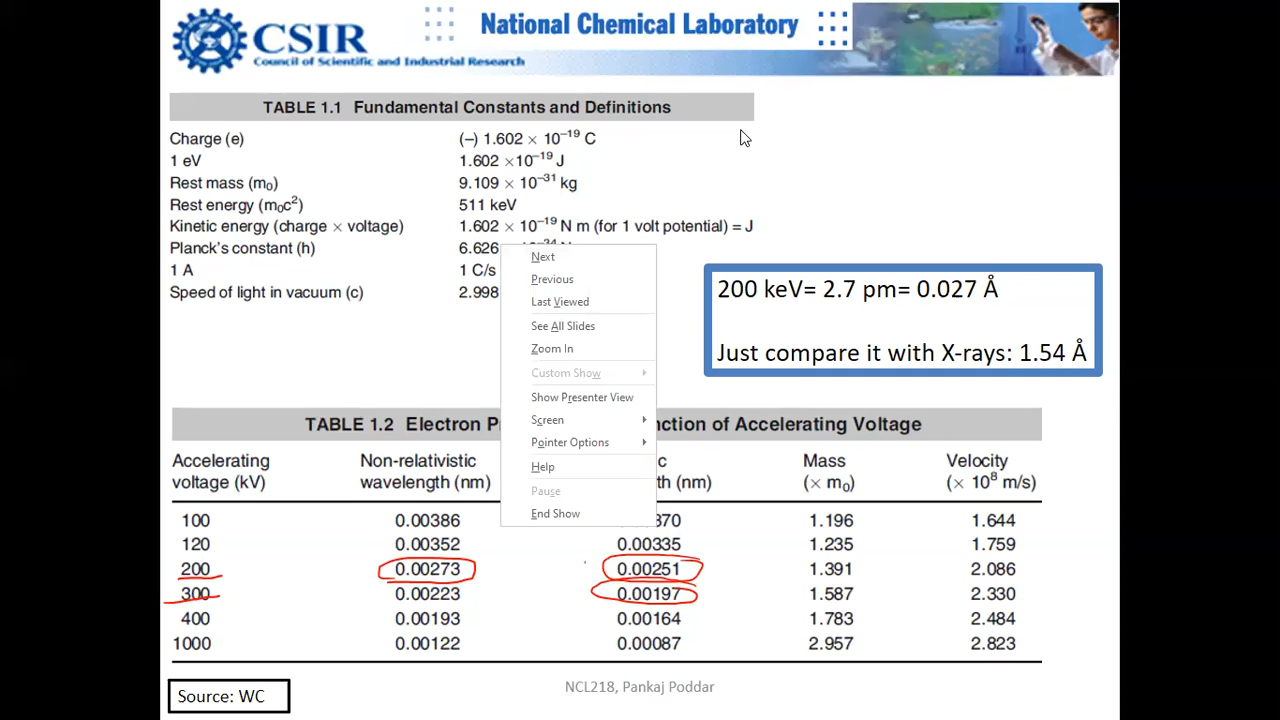 CSIR
Council of Scientific and Industrial Research
National Chemical Laboratory
TABLE 1.1 Fundamental Constants and Definitions
Charge (e) (−) 1.602 × 10⁻¹⁹ C
1 eV 1.602 ×10⁻¹⁹ J
Rest mass (m₀) 9.109 × 10⁻³¹ kg
Rest energy (m₀c²) 511 keV
Kinetic energy (charge × voltage) 1.602 × 10⁻¹⁹ N m (for 1 volt potential) = J
Planck's constant (h) 6.626
1 A 1 C/s
Speed of light in vacuum (c) 2.998
Next
Previous
Last Viewed
See All Slides
Zoom In
Custom Show
Show Presenter View
Screen
Pointer Options
Help
Pause
End Show
200 keV= 2.7 pm= 0.027 Å
Just compare it with X-rays: 1.54 Å
TABLE 1.2 Electron P nction of Accelerating Voltage
Accelerating Non-relativistic c Mass Velocity
voltage (kV) wavelength (nm) gth (nm) (× m₀) (× 10⁸ m/s)
100 0.00386 370 1.196 1.644
120 0.00352 0.00335 1.235 1.759
200 0.00273 0.00251 1.391 2.086
300 0.00223 0.00197 1.587 2.330
400 0.00193 0.00164 1.783 2.484
1000 0.00122 0.00087 2.957 2.823
Source: WC
NCL218, Pankaj Poddar